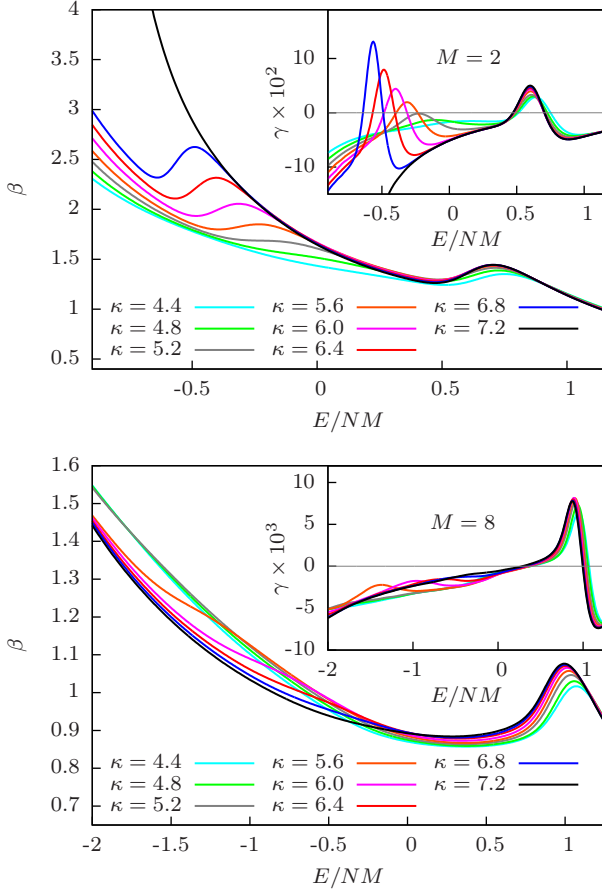 4
3.5
3
2.5
2
1.5
1
0.5
β
-0.5
0
0.5
1
E/NM
κ = 4.4
κ = 4.8
κ = 5.2
κ = 5.6
κ = 6.0
κ = 6.4
κ = 6.8
κ = 7.2
M = 2
γ × 10²
10
0
-10
-0.5
0
0.5
1
E/NM
1.6
1.5
1.4
1.3
1.2
1.1
1
0.9
0.8
0.7
β
-2
-1.5
-1
-0.5
0
0.5
1
E/NM
κ = 4.4
κ = 4.8
κ = 5.2
κ = 5.6
κ = 6.0
κ = 6.4
κ = 6.8
κ = 7.2
M = 8
γ × 10³
10
5
0
-5
-10
-2
-1
0
1
E/NM